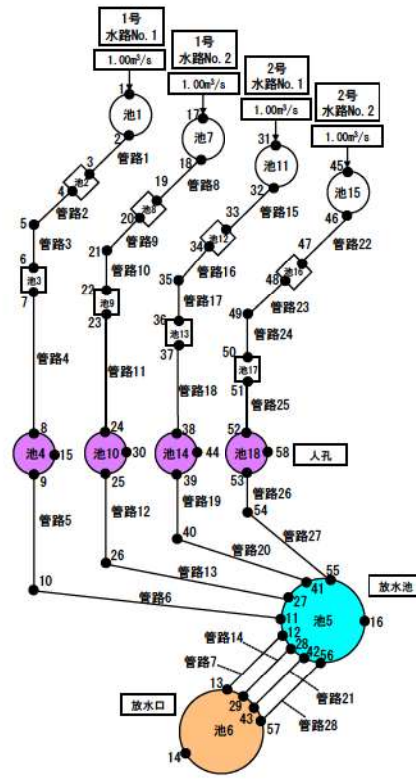 1号
水路No.1
1号
水路No.2
2号
水路No.1
2号
水路No.2
1.00m³/s
1.00m³/s
1.00m³/s
1.00m³/s
1
池1
2
管路1
3
池2
4
管路2
5
管路3
6
池3
7
管路4
8
池4
15
9
管路5
10
管路6
17
池7
18
管路8
19
池8
20
管路9
21
管路10
22
池9
23
管路11
24
池10
30
25
管路12
26
管路13
31
池11
32
管路15
33
池12
34
管路16
35
管路17
36
池13
37
管路18
38
池14
44
39
管路19
40
管路20
45
池15
46
管路22
47
池16
48
管路23
49
管路24
50
池17
51
管路25
52
池18
58
人孔
53
管路26
54
管路27
55
41
放水池
27
池5
11
16
12
28
42
56
管路14
管路7
管路21
管路28
放水口
13
29
43
57
池6
14